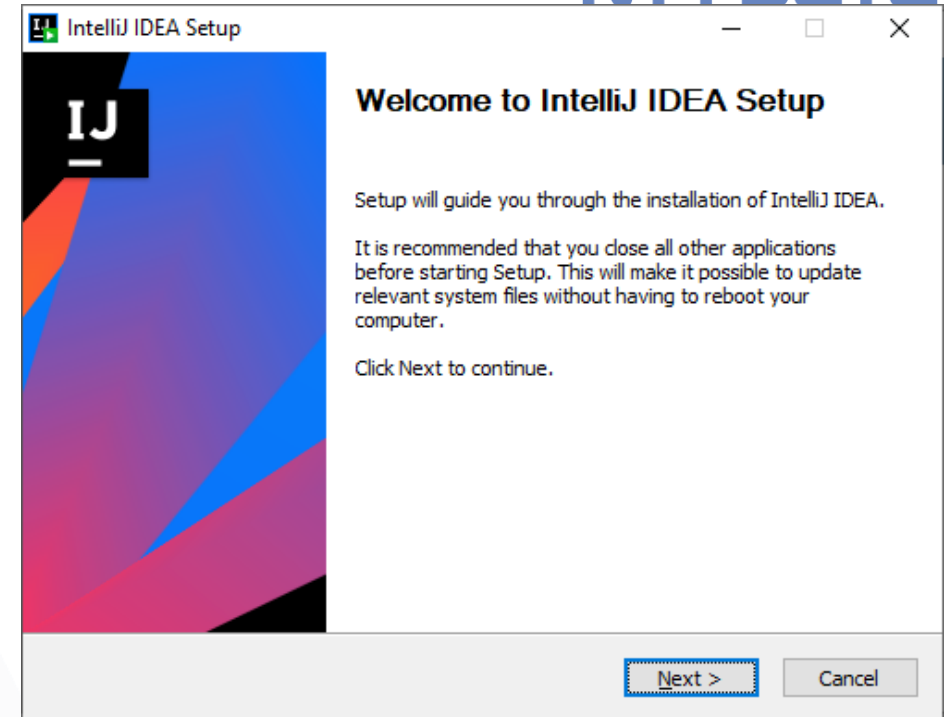 IntelliJ IDEA Setup
IJ
Welcome to IntelliJ IDEA Setup
Setup will guide you through the installation of IntelliJ IDEA.
It is recommended that you close all other applications
before starting Setup. This will make it possible to update
relevant system files without having to reboot your
computer.
Click Next to continue.
Next >
Cancel